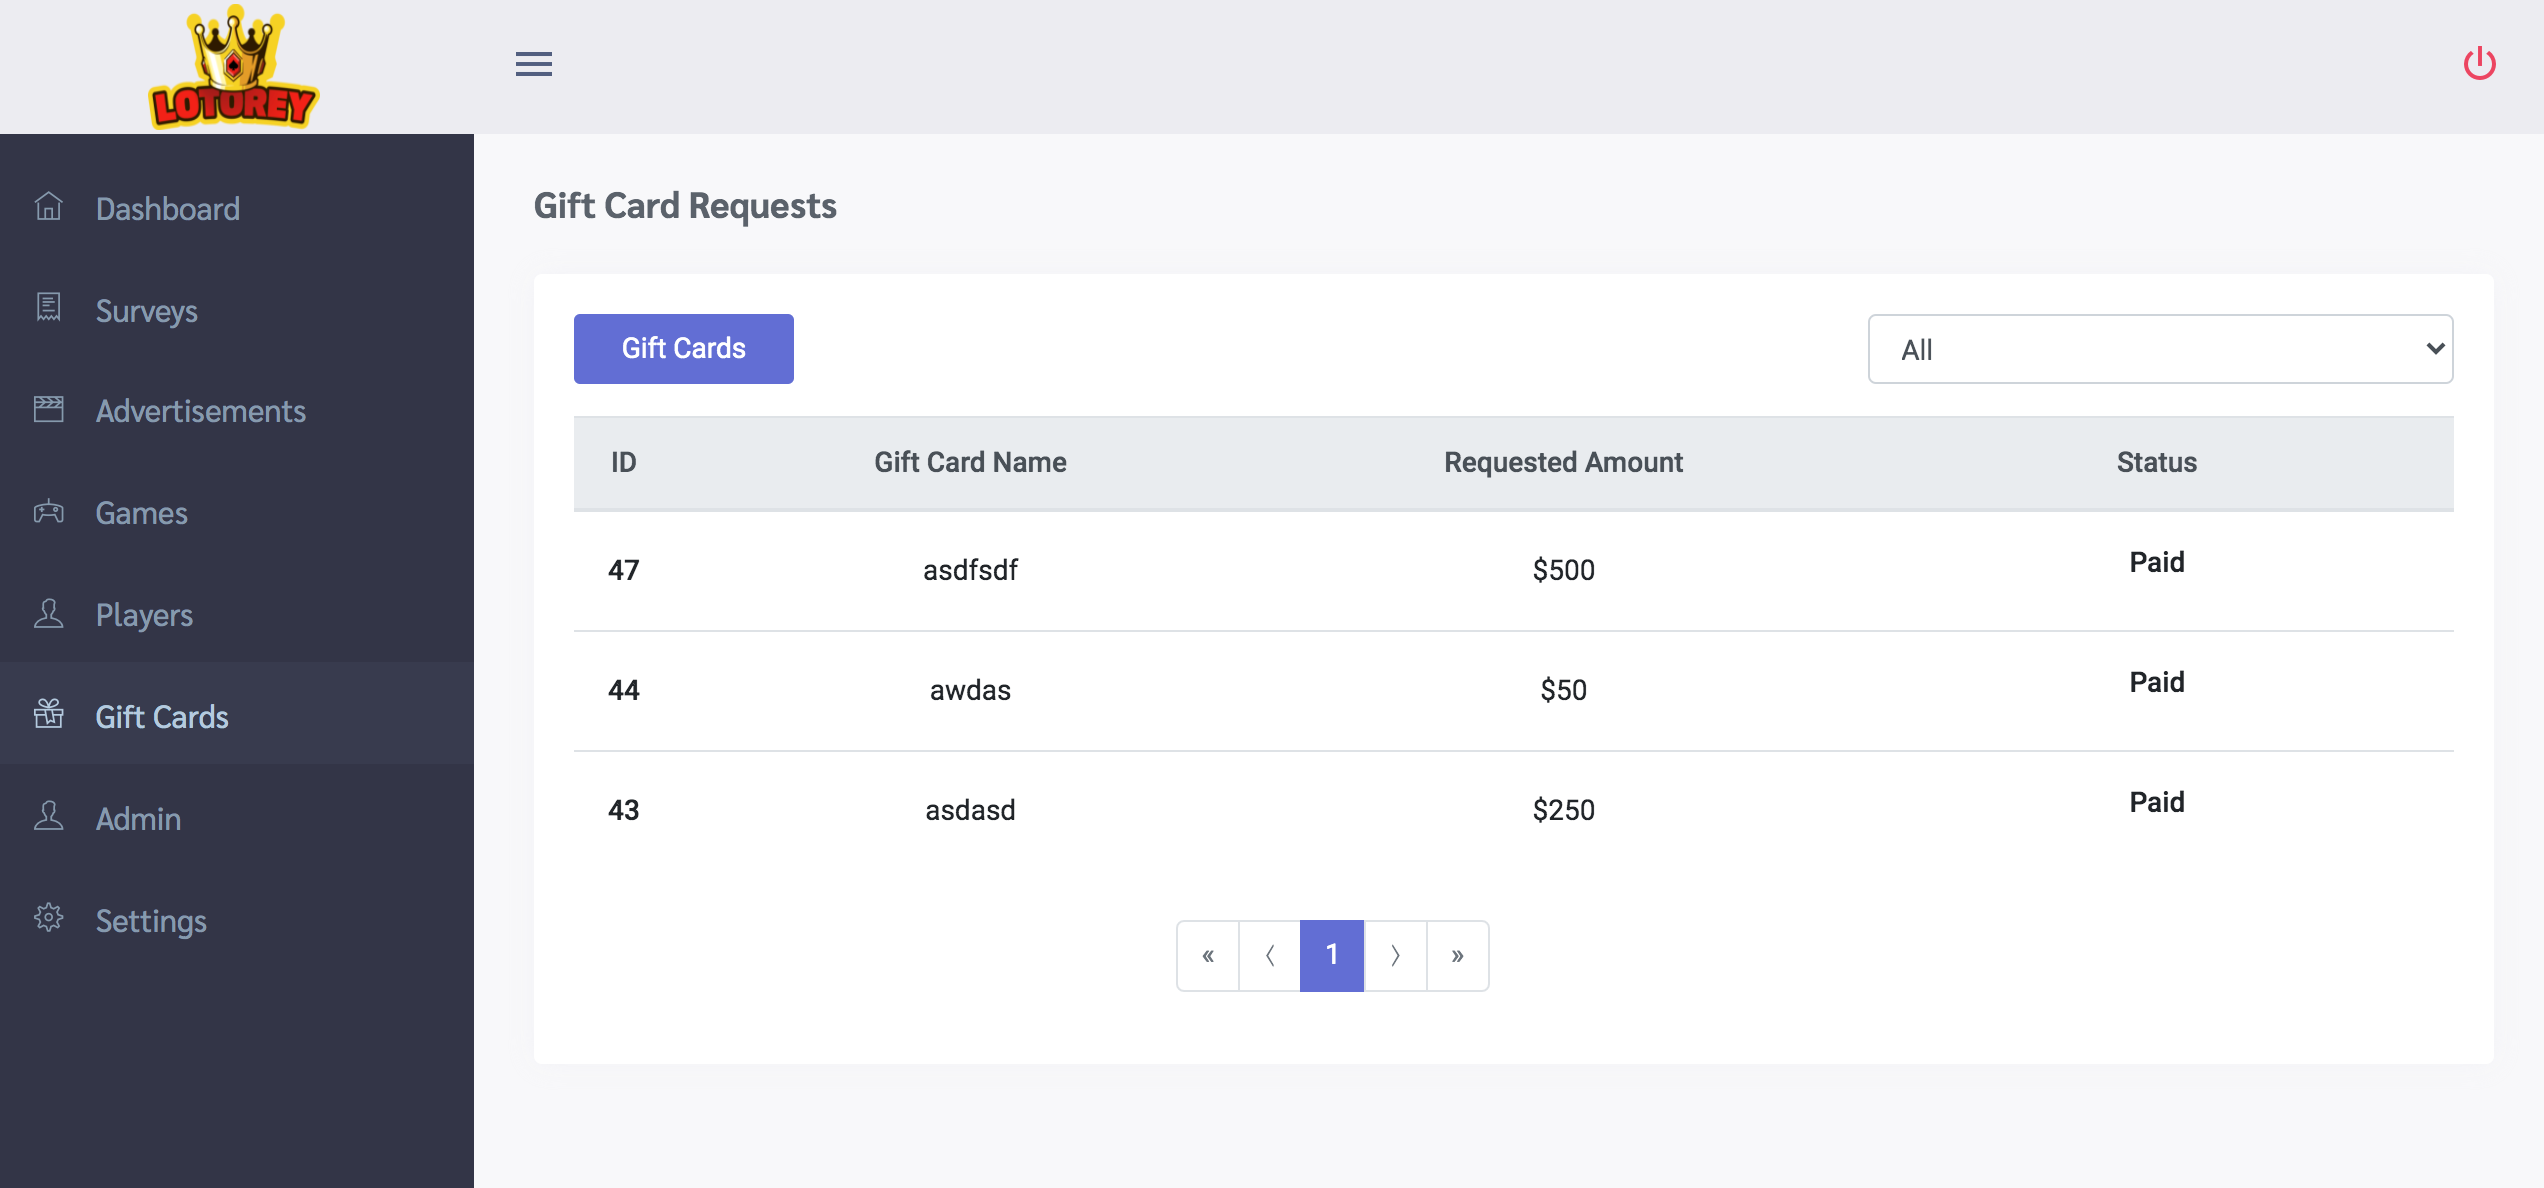 LOTOREY
Dashboard
Surveys
Advertisements
Games
Players
Gift Cards
Admin
Settings
Gift Card Requests
Gift Cards
All
ID Gift Card Name Requested Amount Status
47 asdfsdf $500 Paid
44 awdas $50 Paid
43 asdasd $250 Paid
« 〈 1 〉 »